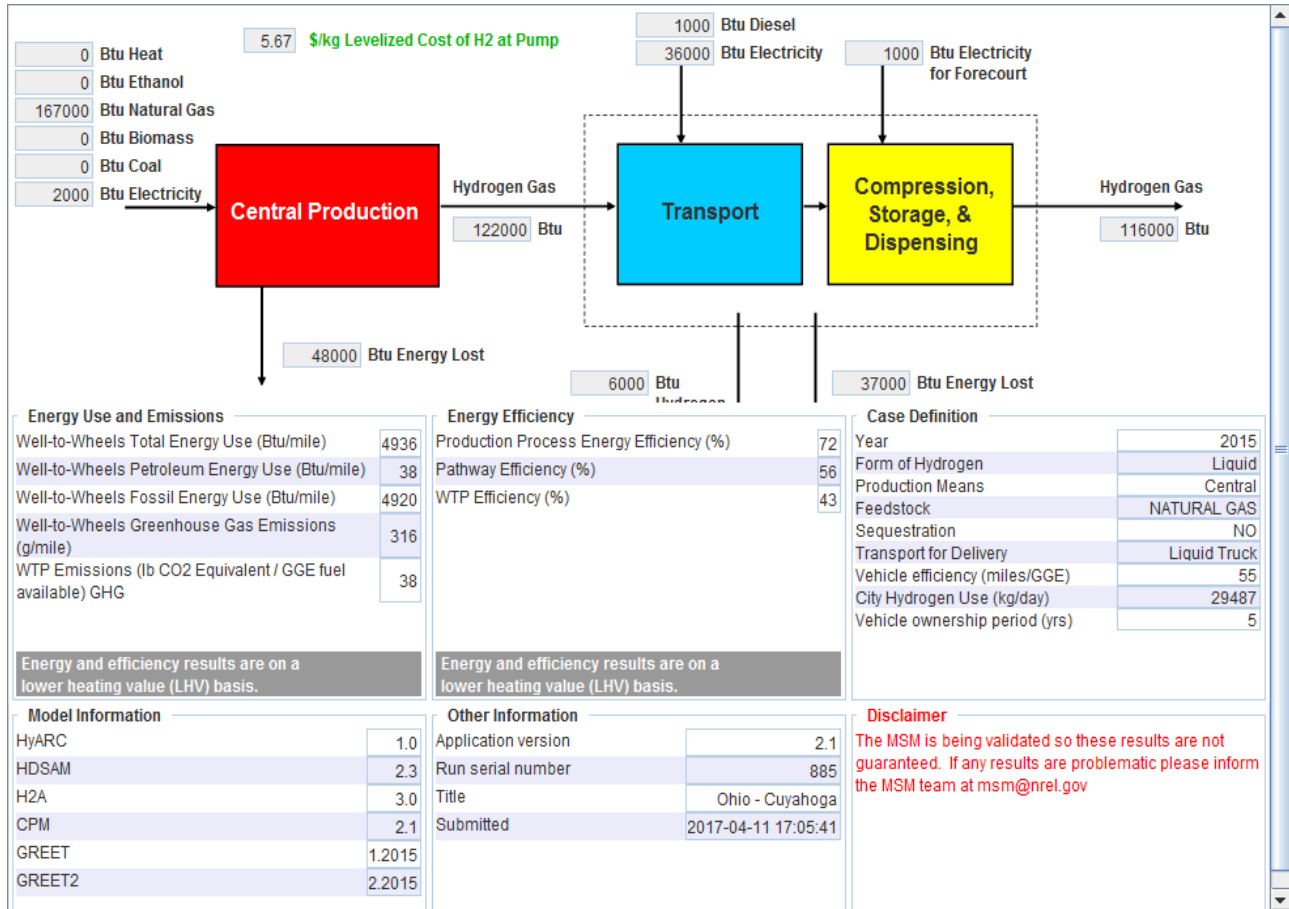 0 Btu Heat
0 Btu Ethanol
167000 Btu Natural Gas
0 Btu Biomass
0 Btu Coal
2000 Btu Electricity
5.67 $/kg Levelized Cost of H2 at Pump
1000 Btu Diesel
36000 Btu Electricity
1000 Btu Electricity
for Forecourt
Central Production
Hydrogen Gas
122000 Btu
Transport
Compression,
Storage, &
Dispensing
Hydrogen Gas
116000 Btu
48000 Btu Energy Lost
6000 Btu
Hydrogen
37000 Btu Energy Lost
Energy Use and Emissions
Well-to-Wheels Total Energy Use (Btu/mile) 4936
Well-to-Wheels Petroleum Energy Use (Btu/mile) 38
Well-to-Wheels Fossil Energy Use (Btu/mile) 4920
Well-to-Wheels Greenhouse Gas Emissions
(g/mile) 316
WTP Emissions (lb CO2 Equivalent / GGE fuel
available) GHG 38
Energy and efficiency results are on a
lower heating value (LHV) basis.
Energy Efficiency
Production Process Energy Efficiency (%) 72
Pathway Efficiency (%) 56
WTP Efficiency (%) 43
Energy and efficiency results are on a
lower heating value (LHV) basis.
Case Definition
Year 2015
Form of Hydrogen Liquid
Production Means Central
Feedstock NATURAL GAS
Sequestration NO
Transport for Delivery Liquid Truck
Vehicle efficiency (miles/GGE) 55
City Hydrogen Use (kg/day) 29487
Vehicle ownership period (yrs) 5
Model Information
HyARC 1.0
HDSAM 2.3
H2A 3.0
CPM 2.1
GREET 1.2015
GREET2 2.2015
Other Information
Application version 2.1
Run serial number 885
Title Ohio - Cuyahoga
Submitted 2017-04-11 17:05:41
Disclaimer
The MSM is being validated so these results are not
guaranteed. If any results are problematic please inform
the MSM team at msm@nrel.gov